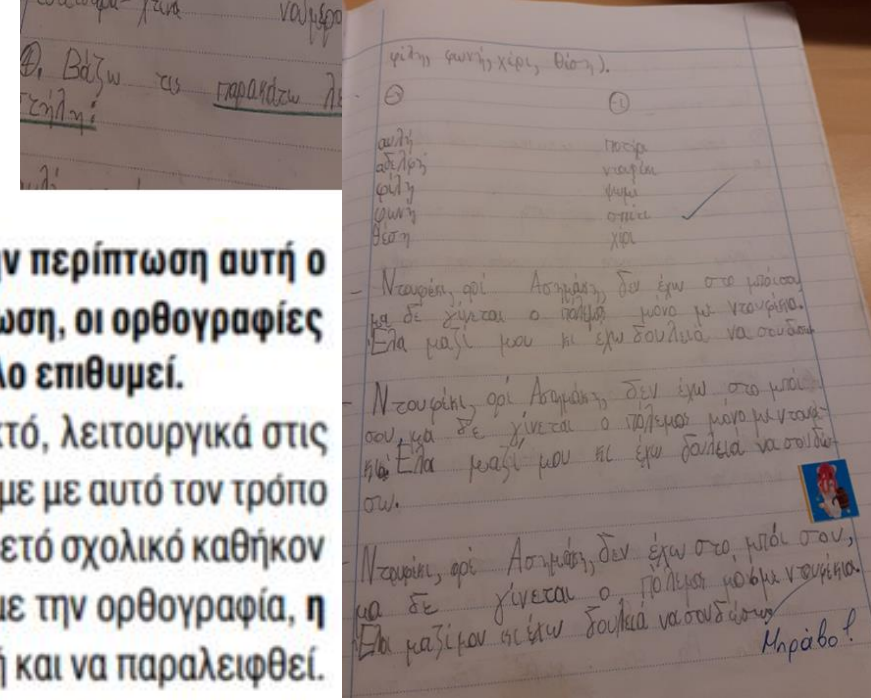 ναύμερο
④. Βάζω τις παρακάτω λέ
στήλη:
ν περίπτωση αυτή ο
ωση, οι ορθογραφίες
λο επιθυμεί.
κτό, λειτουργικά στις
με με αυτό τον τρόπο
ετό σχολικό καθήκον
με την ορθογραφία, η
ή και να παραλειφθεί.
φίλη, φωνή, χέρι, θέση).
-η
-ι
αυλή ποτήρι
αδελφή ντουφέκι
φίλη
φωνή σπίτι
θέση χέρι
- Ντουφέκι, ορέ Ασημάκη, δεν έχω στο μπόι σου
μα δε γίνεται ο πόλεμος μόνο με ντουφέκια.
Έλα μαζί μου κι έχω δουλειά να σου δώσω
- Ντουφέκι, ορέ Ασημάκη, δεν έχω στο μπόι
σου, μα δε γίνεται ο πόλεμος μόνο με ντουφέ-
κια. Έλα μαζί μου κι έχω δουλειά να σου δώ-
σω.
- Ντουφέκι, ορέ Ασημάκη, δεν έχω στο μπόι σου,
μα δε γίνεται ο πόλεμος μόνο με ντουφέκια.
Έλα μαζί μου κι έχω δουλειά να σου δώσω
Μπράβο!